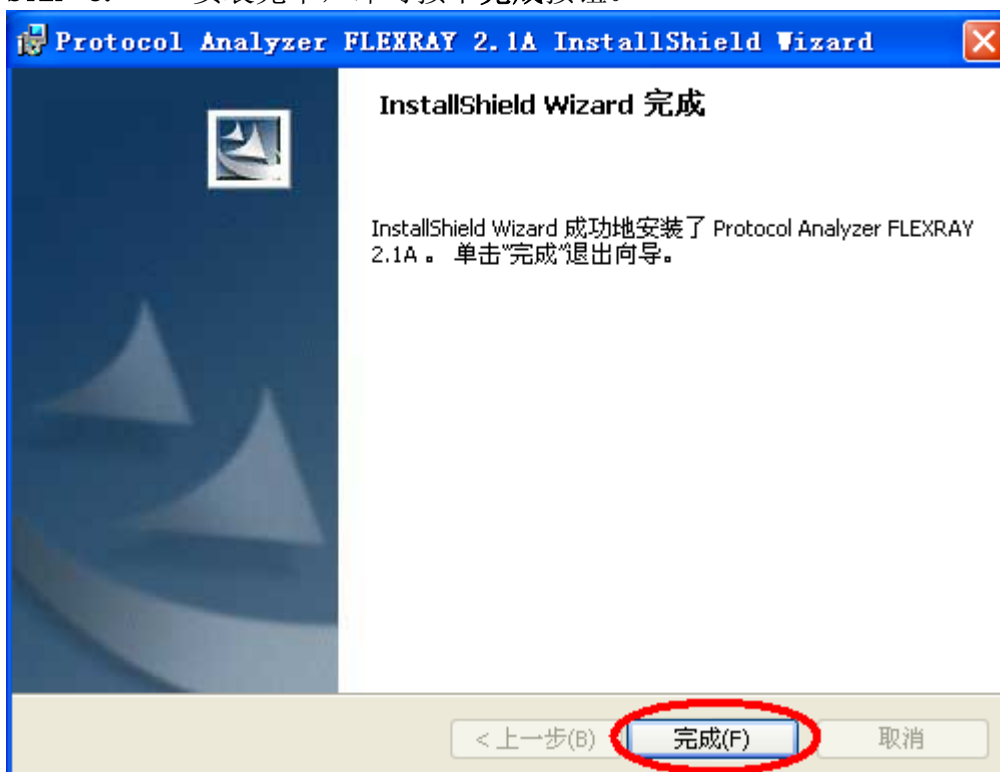 Protocol Analyzer FLEXRAY 2.1A InstallShield Wizard
InstallShield Wizard 完成
InstallShield Wizard 成功地安装了 Protocol Analyzer FLEXRAY
2.1A 。 单击“完成”退出向导。
< 上一步(B)
完成(F)
取消